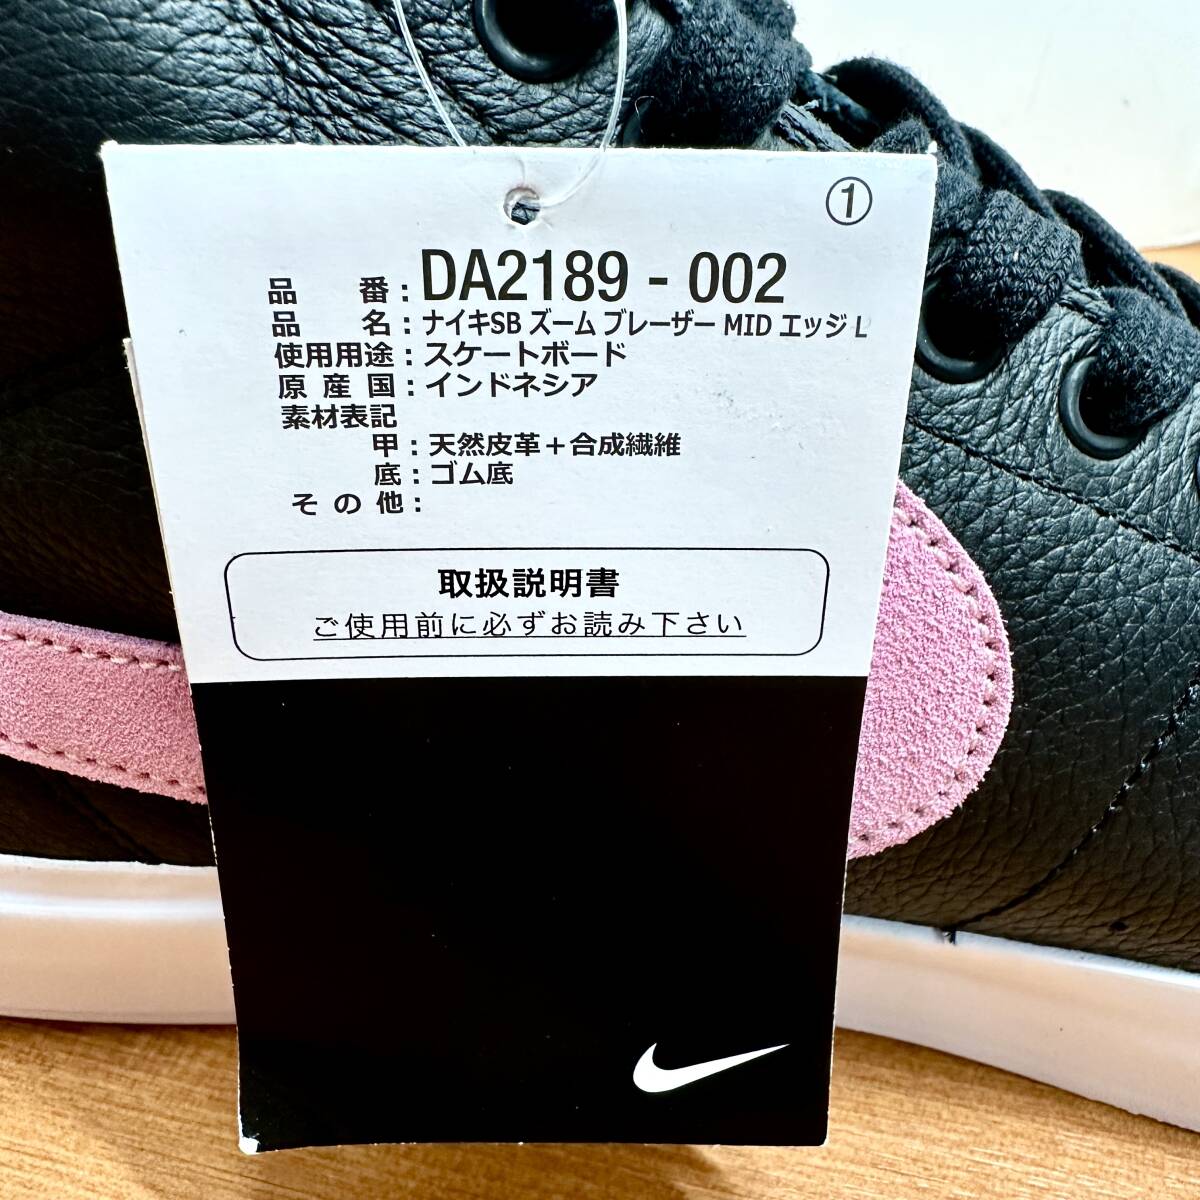 ①
品番：DA2189 - 002
品名：ナイキSB ズーム ブレーザー MID エッジ L
使用用途：スケートボード
原産国：インドネシア
素材表記
甲：天然皮革＋合成繊維
底：ゴム底
その他：
取扱説明書
ご使用前に必ずお読み下さい